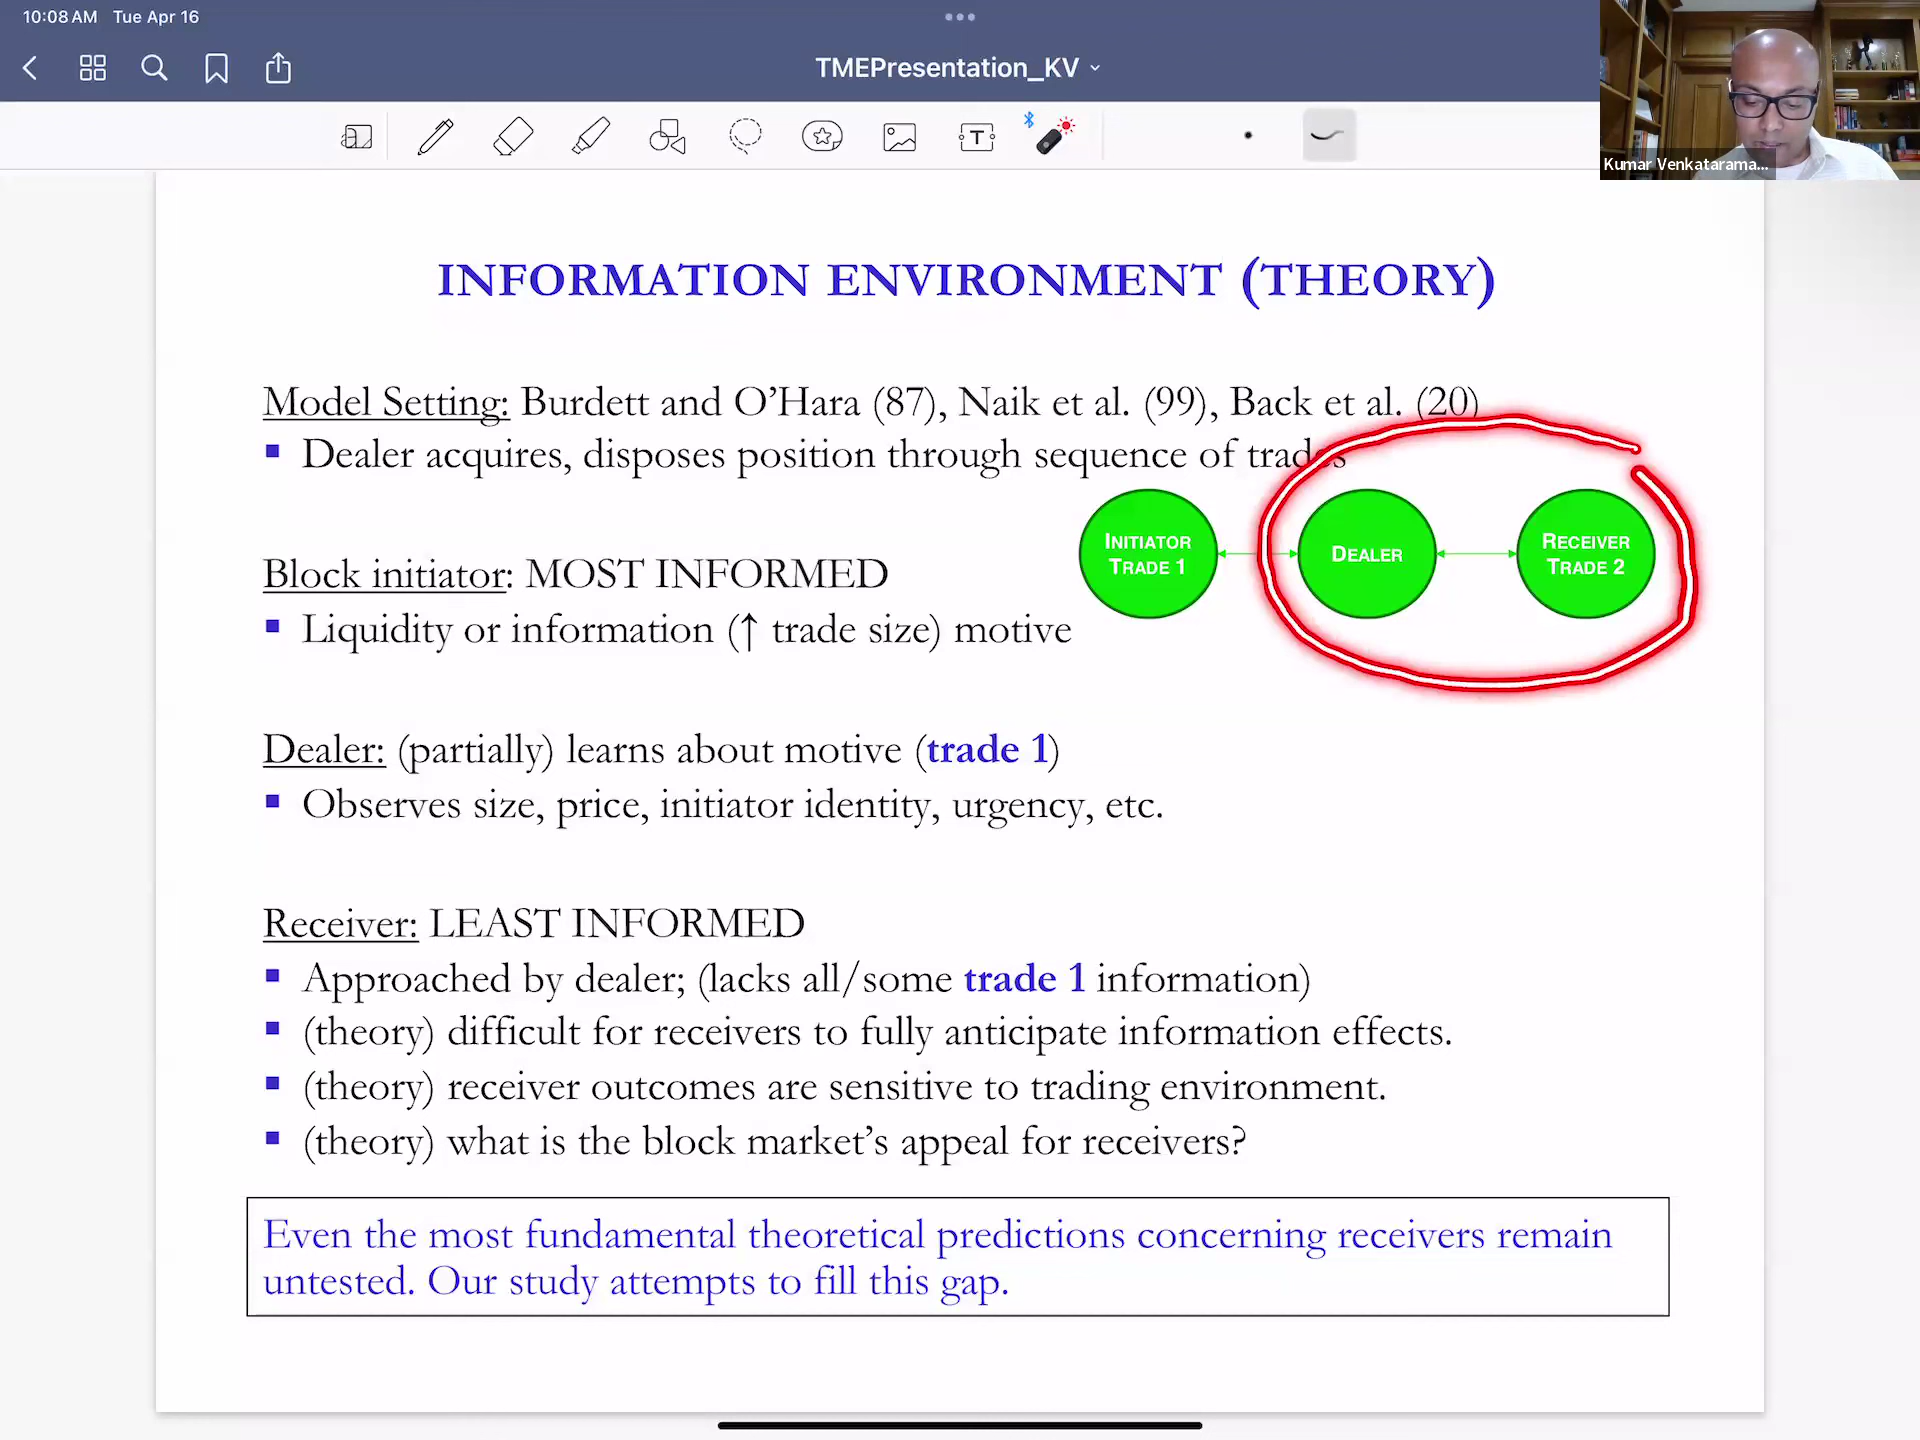 10:08 AM Tue Apr 16
TMEPresentation_KV
Kumar Venkatarama...
INFORMATION ENVIRONMENT (THEORY)
Model Setting: Burdett and O’Hara (87), Naik et al. (99), Back et al. (20)
▪ Dealer acquires, disposes position through sequence of trades
INITIATOR
TRADE 1
DEALER
RECEIVER
TRADE 2
Block initiator: MOST INFORMED
▪ Liquidity or information (↑ trade size) motive
Dealer: (partially) learns about motive (trade 1)
▪ Observes size, price, initiator identity, urgency, etc.
Receiver: LEAST INFORMED
▪ Approached by dealer; (lacks all/some trade 1 information)
▪ (theory) difficult for receivers to fully anticipate information effects.
▪ (theory) receiver outcomes are sensitive to trading environment.
▪ (theory) what is the block market’s appeal for receivers?
Even the most fundamental theoretical predictions concerning receivers remain
untested. Our study attempts to fill this gap.